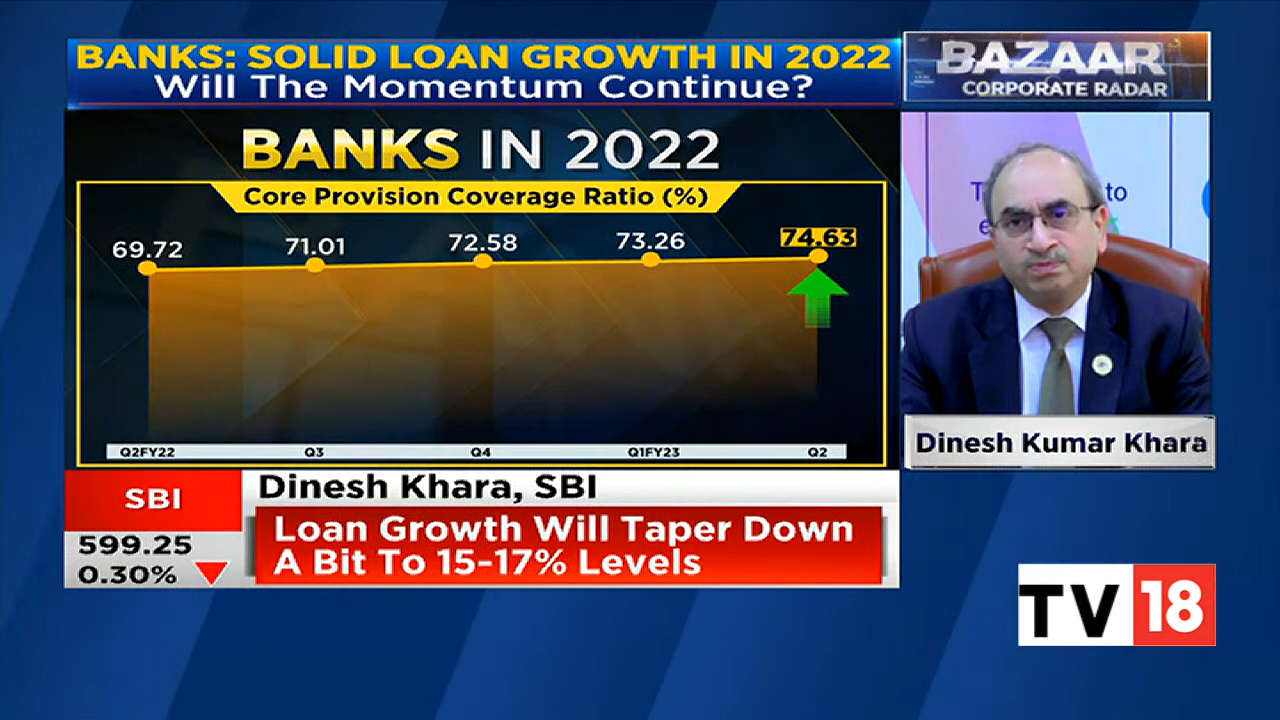 BANKS: SOLID LOAN GROWTH IN 2022
Will The Momentum Continue?
BAZAAR
CORPORATE RADAR
BANKS IN 2022
Core Provision Coverage Ratio (%)
69.72 71.01 72.58 73.26 74.63
Q2FY22 Q3 Q4 Q1FY23 Q2
to
Dinesh Kumar Khara
SBI
599.25
0.30%
Dinesh Khara, SBI
Loan Growth Will Taper Down
A Bit To 15-17% Levels
TV18